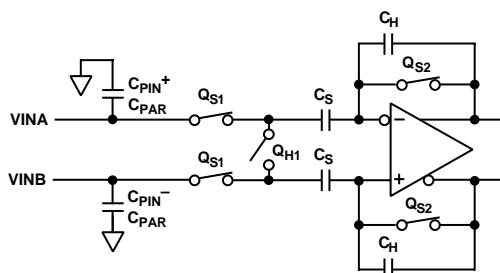 CH
QS2
CPIN+
CPAR
QS1
CS
VINA
−
QH1
QS1
CS
VINB
+
CPIN−
CPAR
QS2
CH